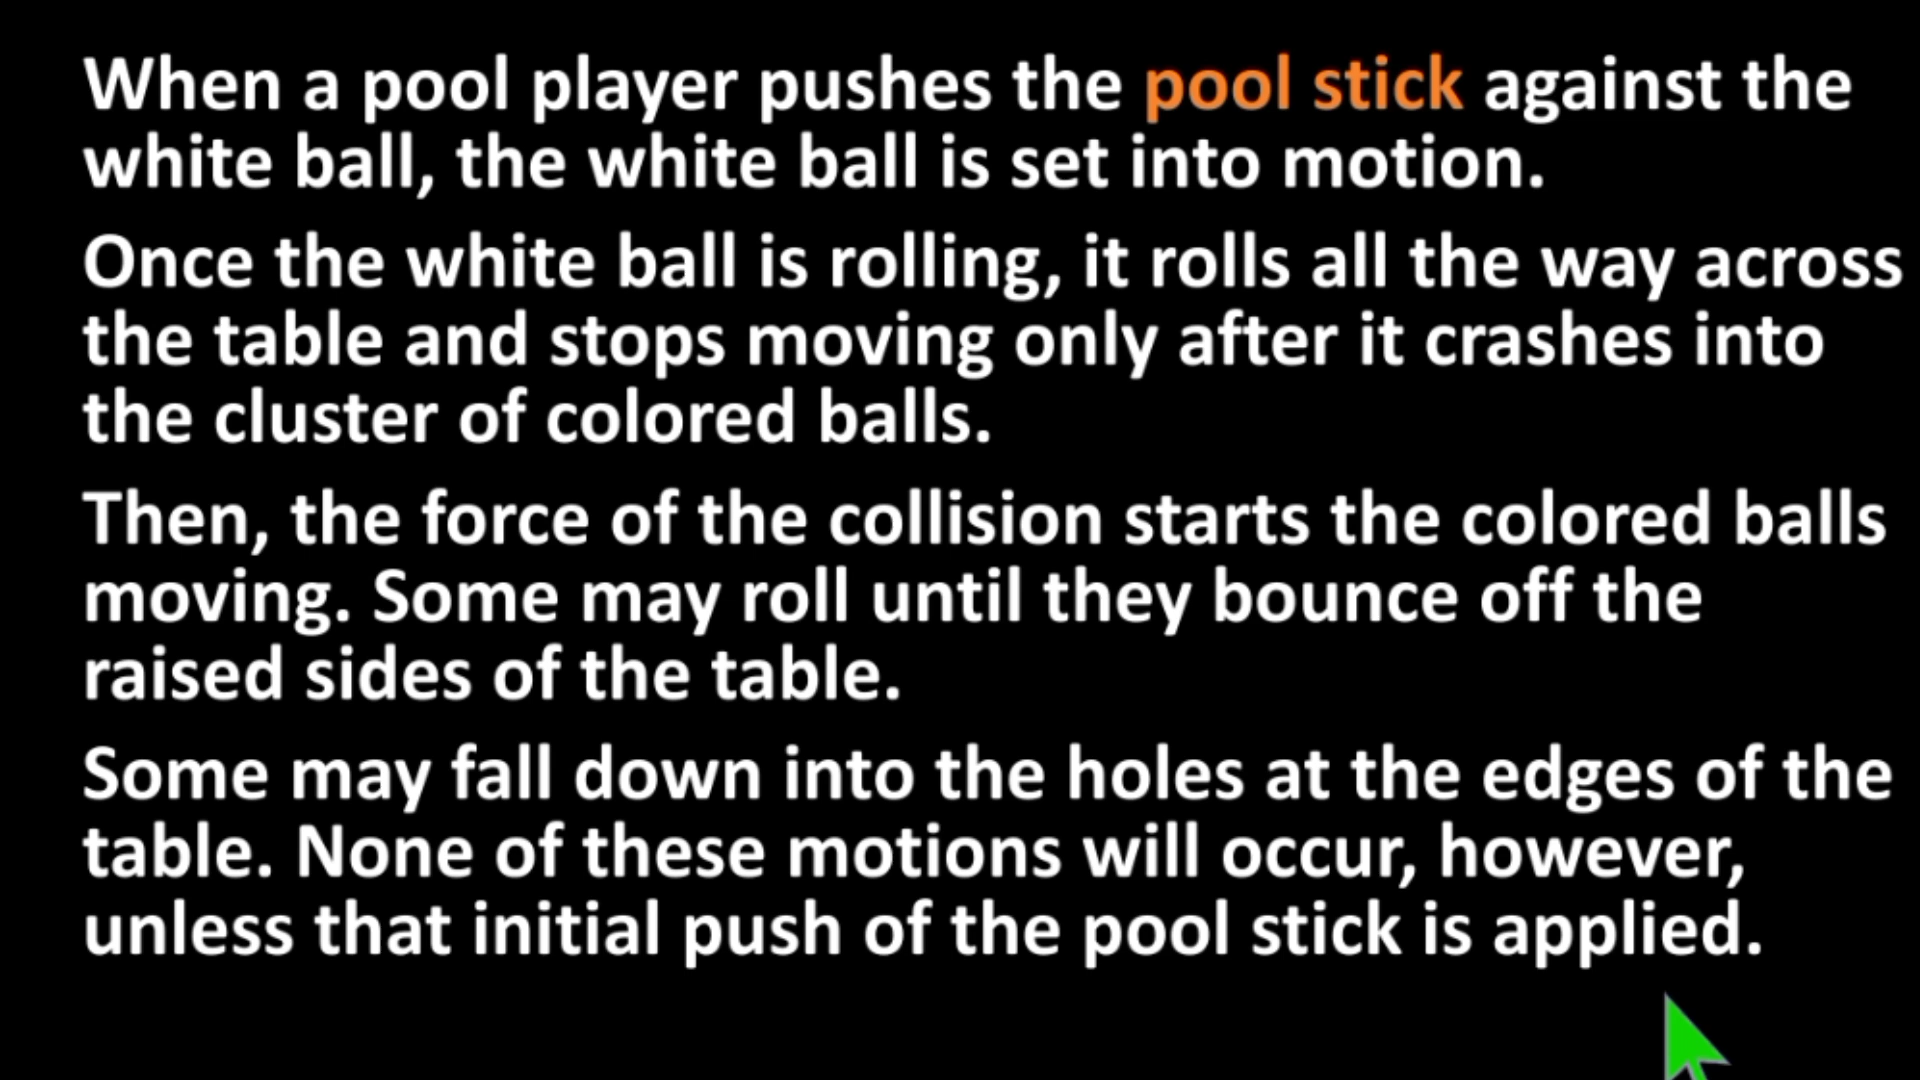 When a pool player pushes the pool stick against the
white ball, the white ball is set into motion.
Once the white ball is rolling, it rolls all the way across
the table and stops moving only after it crashes into
the cluster of colored balls.
Then, the force of the collision starts the colored balls
moving. Some may roll until they bounce off the
raised sides of the table.
Some may fall down into the holes at the edges of the
table. None of these motions will occur, however,
unless that initial push of the pool stick is applied.